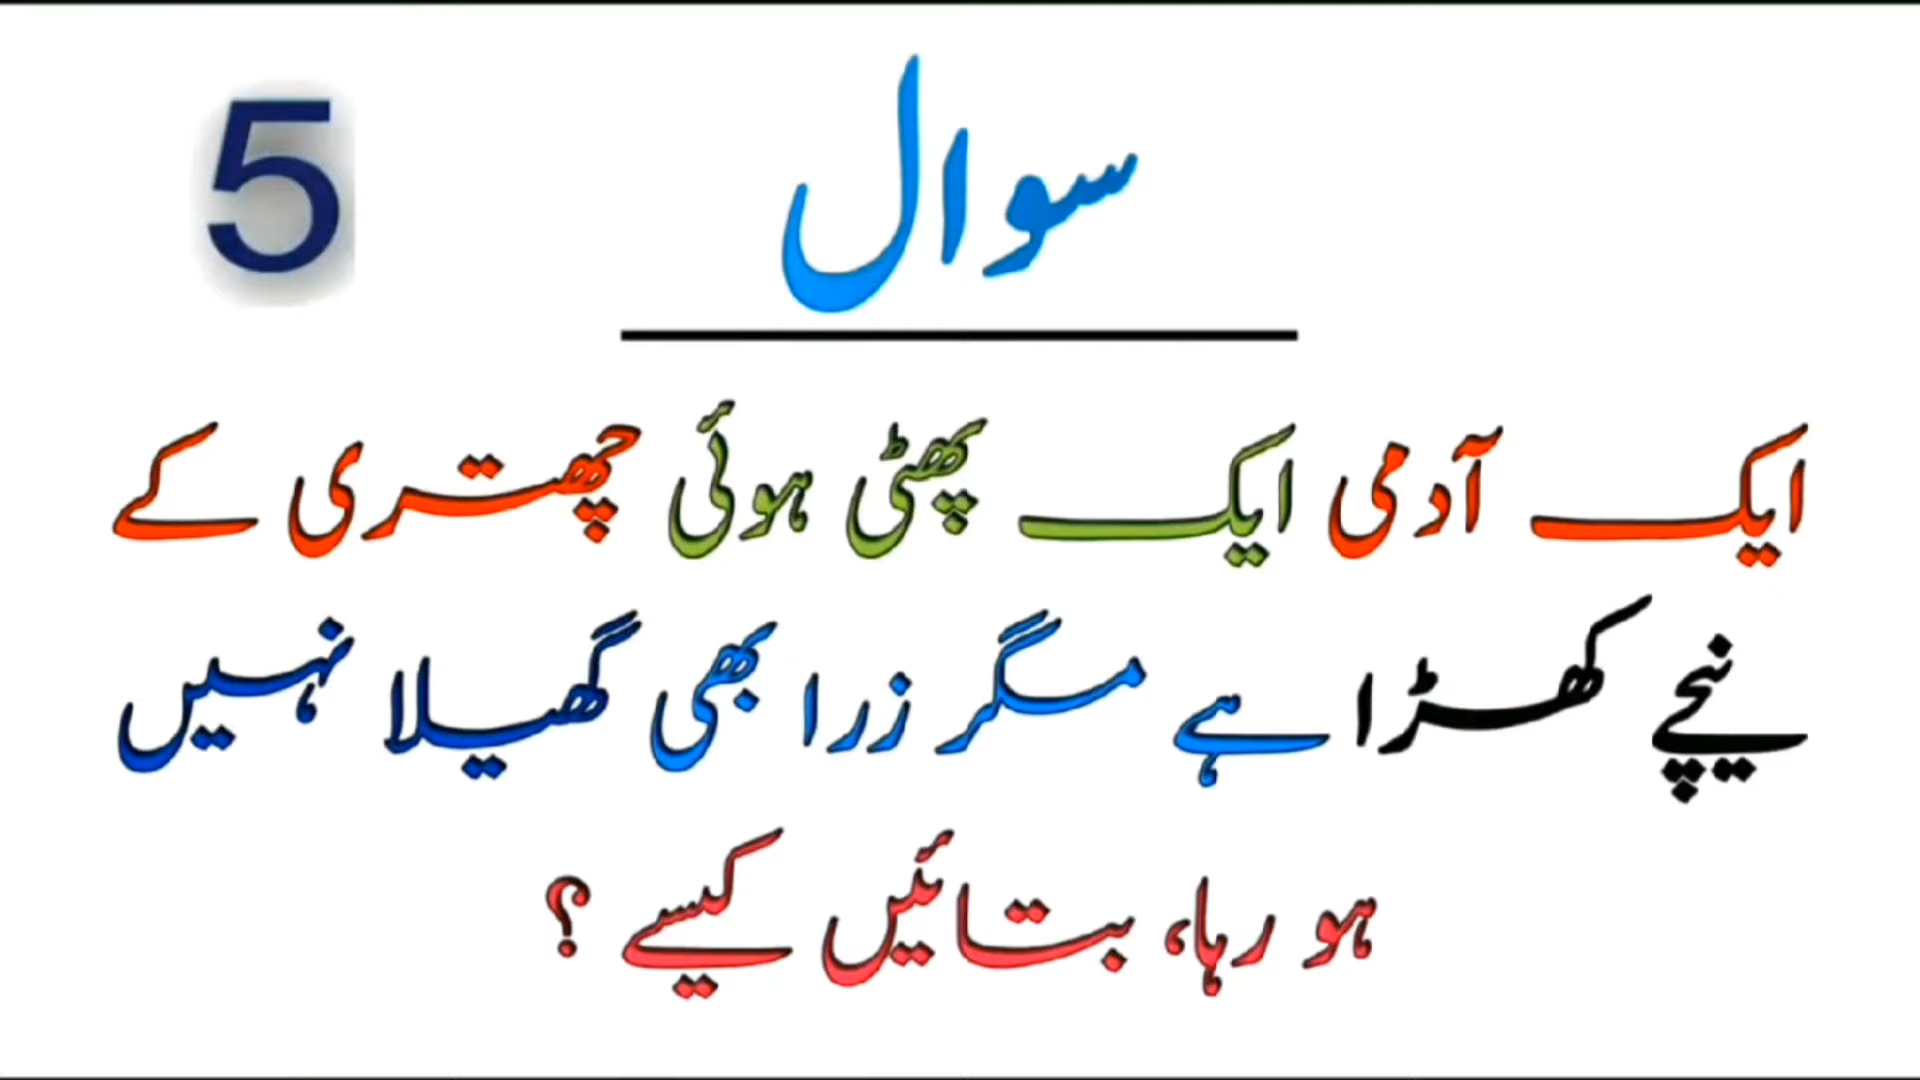 5
سوال
ایک آدمی ایک پھٹی ہوئی چھتری کے
نیچے کھڑا ہے مگر زرا بھی گھیلا نہیں
ہو رہا، بتائیں کیسے ؟